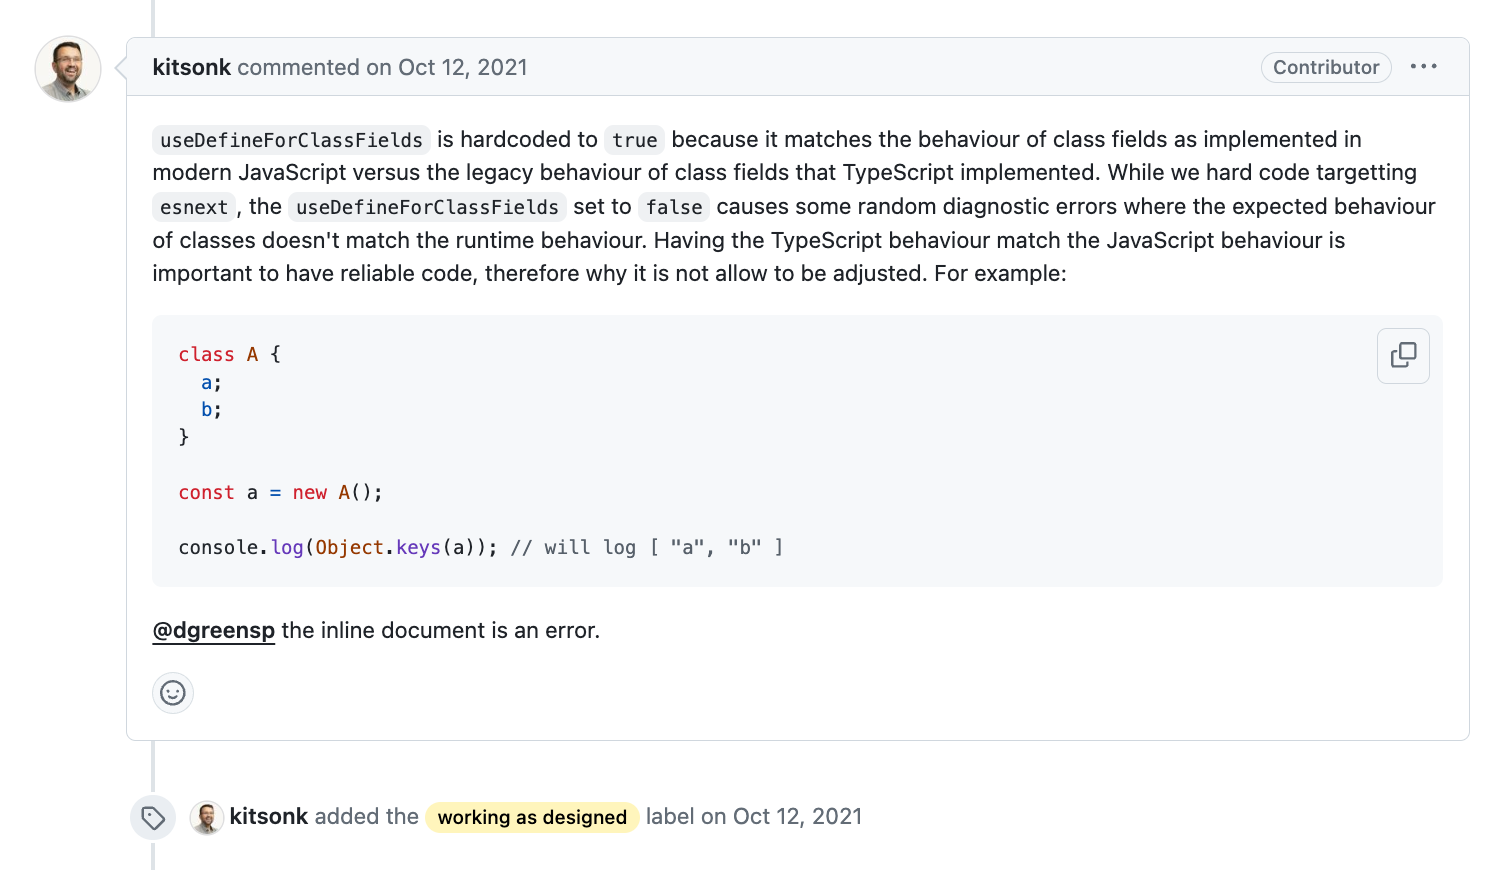 kitsonk commented on Oct 12, 2021
Contributor
useDefineForClassFields is hardcoded to true because it matches the behaviour of class fields as implemented in
modern JavaScript versus the legacy behaviour of class fields that TypeScript implemented. While we hard code targetting
esnext, the useDefineForClassFields set to false causes some random diagnostic errors where the expected behaviour
of classes doesn't match the runtime behaviour. Having the TypeScript behaviour match the JavaScript behaviour is
important to have reliable code, therefore why it is not allow to be adjusted. For example:
class A {
  a;
  b;
}
const a = new A();
console.log(Object.keys(a)); // will log [ "a", "b" ]
@dgreensp the inline document is an error.
kitsonk added the working as designed label on Oct 12, 2021